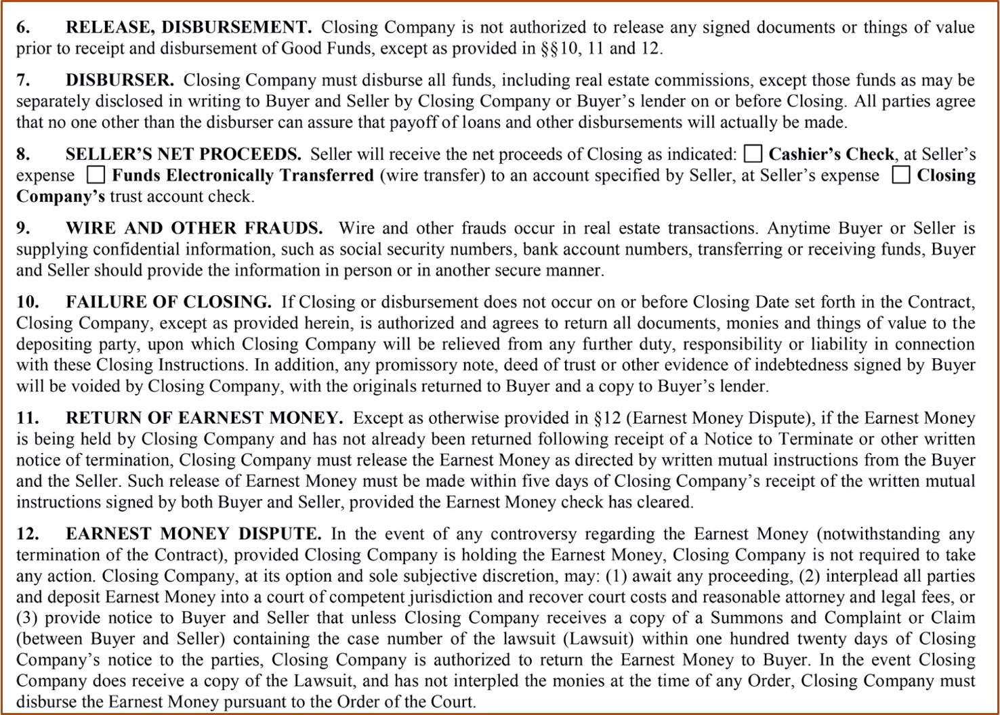 6. RELEASE, DISBURSEMENT. Closing Company is not authorized to release any signed documents or things of value
prior to receipt and disbursement of Good Funds, except as provided in §§10, 11 and 12.
7. DISBURSER. Closing Company must disburse all funds, including real estate commissions, except those funds as may be
separately disclosed in writing to Buyer and Seller by Closing Company or Buyer’s lender on or before Closing. All parties agree
that no one other than the disburser can assure that payoff of loans and other disbursements will actually be made.
8. SELLER’S NET PROCEEDS. Seller will receive the net proceeds of Closing as indicated: ☐ Cashier’s Check, at Seller’s
expense ☐ Funds Electronically Transferred (wire transfer) to an account specified by Seller, at Seller’s expense ☐ Closing
Company’s trust account check.
9. WIRE AND OTHER FRAUDS. Wire and other frauds occur in real estate transactions. Anytime Buyer or Seller is
supplying confidential information, such as social security numbers, bank account numbers, transferring or receiving funds, Buyer
and Seller should provide the information in person or in another secure manner.
10. FAILURE OF CLOSING. If Closing or disbursement does not occur on or before Closing Date set forth in the Contract,
Closing Company, except as provided herein, is authorized and agrees to return all documents, monies and things of value to the
depositing party, upon which Closing Company will be relieved from any further duty, responsibility or liability in connection
with these Closing Instructions. In addition, any promissory note, deed of trust or other evidence of indebtedness signed by Buyer
will be voided by Closing Company, with the originals returned to Buyer and a copy to Buyer’s lender.
11. RETURN OF EARNEST MONEY. Except as otherwise provided in §12 (Earnest Money Dispute), if the Earnest Money
is being held by Closing Company and has not already been returned following receipt of a Notice to Terminate or other written
notice of termination, Closing Company must release the Earnest Money as directed by written mutual instructions from the Buyer
and the Seller. Such release of Earnest Money must be made within five days of Closing Company’s receipt of the written mutual
instructions signed by both Buyer and Seller, provided the Earnest Money check has cleared.
12. EARNEST MONEY DISPUTE. In the event of any controversy regarding the Earnest Money (notwithstanding any
termination of the Contract), provided Closing Company is holding the Earnest Money, Closing Company is not required to take
any action. Closing Company, at its option and sole subjective discretion, may: (1) await any proceeding, (2) interplead all parties
and deposit Earnest Money into a court of competent jurisdiction and recover court costs and reasonable attorney and legal fees, or
(3) provide notice to Buyer and Seller that unless Closing Company receives a copy of a Summons and Complaint or Claim
(between Buyer and Seller) containing the case number of the lawsuit (Lawsuit) within one hundred twenty days of Closing
Company’s notice to the parties, Closing Company is authorized to return the Earnest Money to Buyer. In the event Closing
Company does receive a copy of the Lawsuit, and has not interpled the monies at the time of any Order, Closing Company must
disburse the Earnest Money pursuant to the Order of the Court.